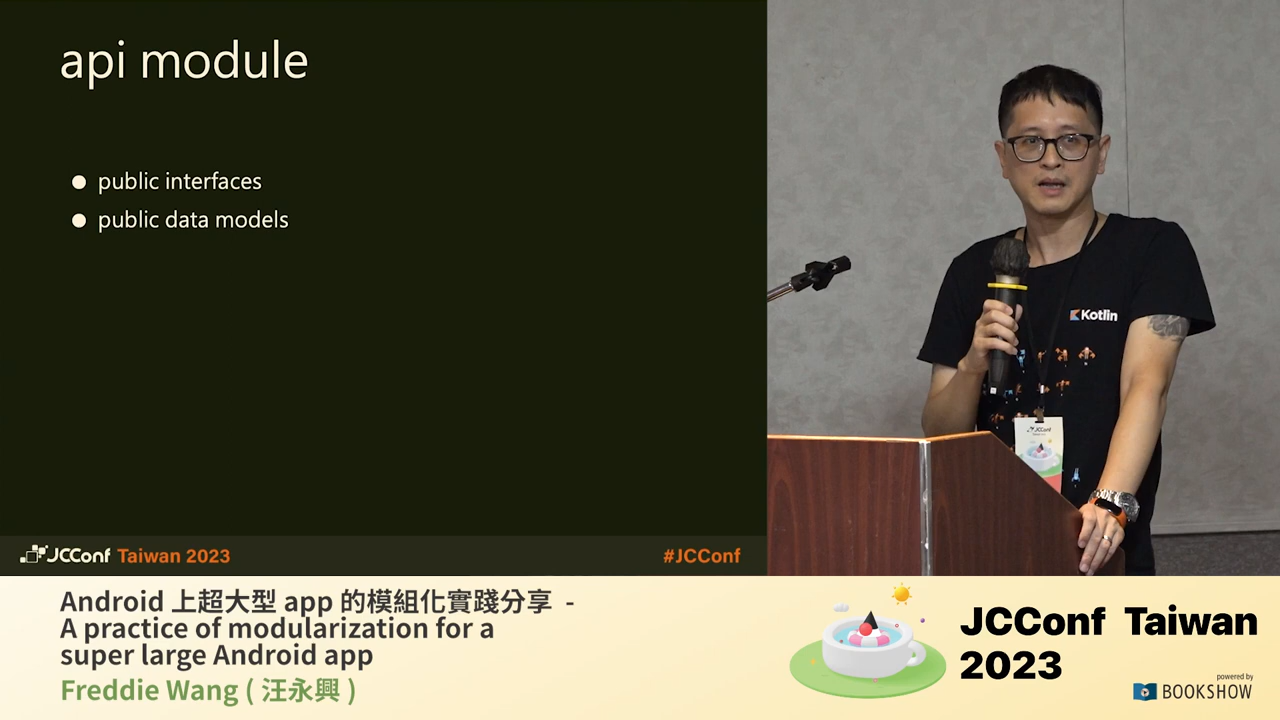 api module
public interfaces
public data models
JCConf Taiwan 2023
#JCConf
Kotlin
JCConf
Android 上超大型 app 的模組化實踐分享 -
A practice of modularization for a
super large Android app
Freddie Wang ( 汪永興 )
JCConf Taiwan
2023
powered by
BOOKSHOW